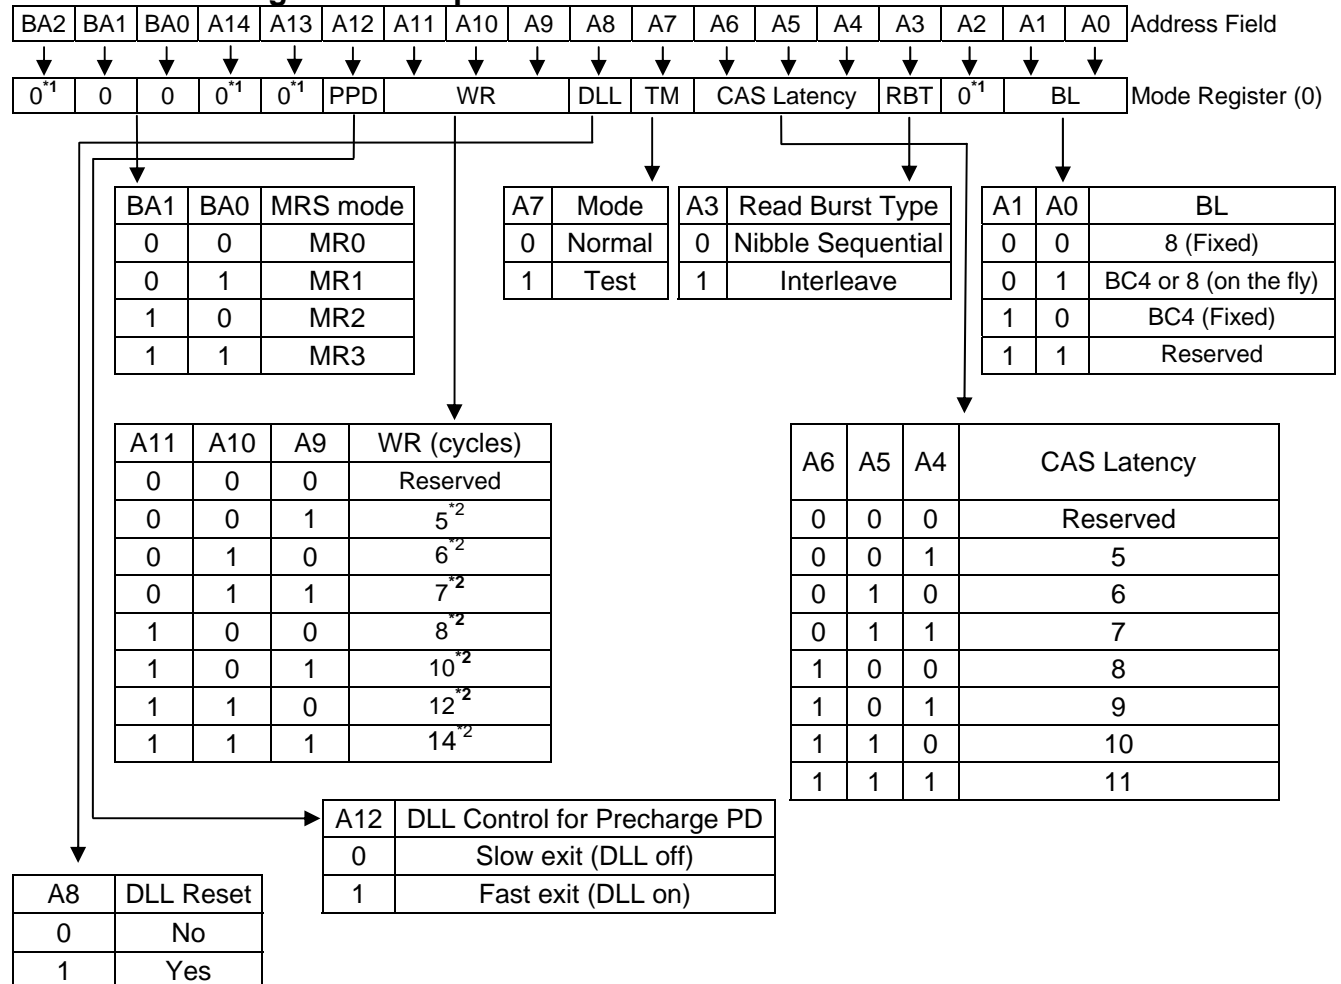 BA2 BA1 BA0 A14 A13 A12 A11 A10 A9 A8 A7 A6 A5 A4 A3 A2 A1 A0 Address Field
0*1 0 0 0*1 0*1 PPD WR DLL TM CAS Latency RBT 0*1 BL Mode Register (0)
BA1 BA0 MRS mode
0 0 MR0
0 1 MR1
1 0 MR2
1 1 MR3
A7 Mode
0 Normal
1 Test
A3 Read Burst Type
0 Nibble Sequential
1 Interleave
A1 A0 BL
0 0 8 (Fixed)
0 1 BC4 or 8 (on the fly)
1 0 BC4 (Fixed)
1 1 Reserved
A11 A10 A9 WR (cycles)
0 0 0 Reserved
0 0 1 5*2
0 1 0 6*2
0 1 1 7*2
1 0 0 8*2
1 0 1 10*2
1 1 0 12*2
1 1 1 14*2
A6 A5 A4 CAS Latency
0 0 0 Reserved
0 0 1 5
0 1 0 6
0 1 1 7
1 0 0 8
1 0 1 9
1 1 0 10
1 1 1 11
A12 DLL Control for Precharge PD
0 Slow exit (DLL off)
1 Fast exit (DLL on)
A8 DLL Reset
0 No
1 Yes